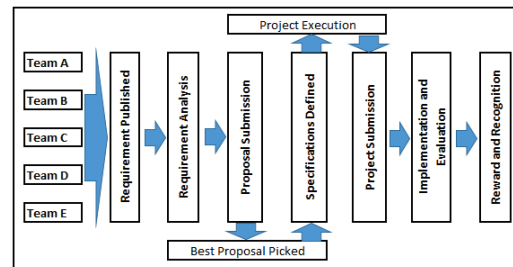 Project Execution
Team A
Team B
Team C
Team D
Team E
Requirement Published
Requirement Analysis
Proposal Submission
Specifications Defined
Project Submission
Implementation and
Evaluation
Reward and Recognition
Best Proposal Picked